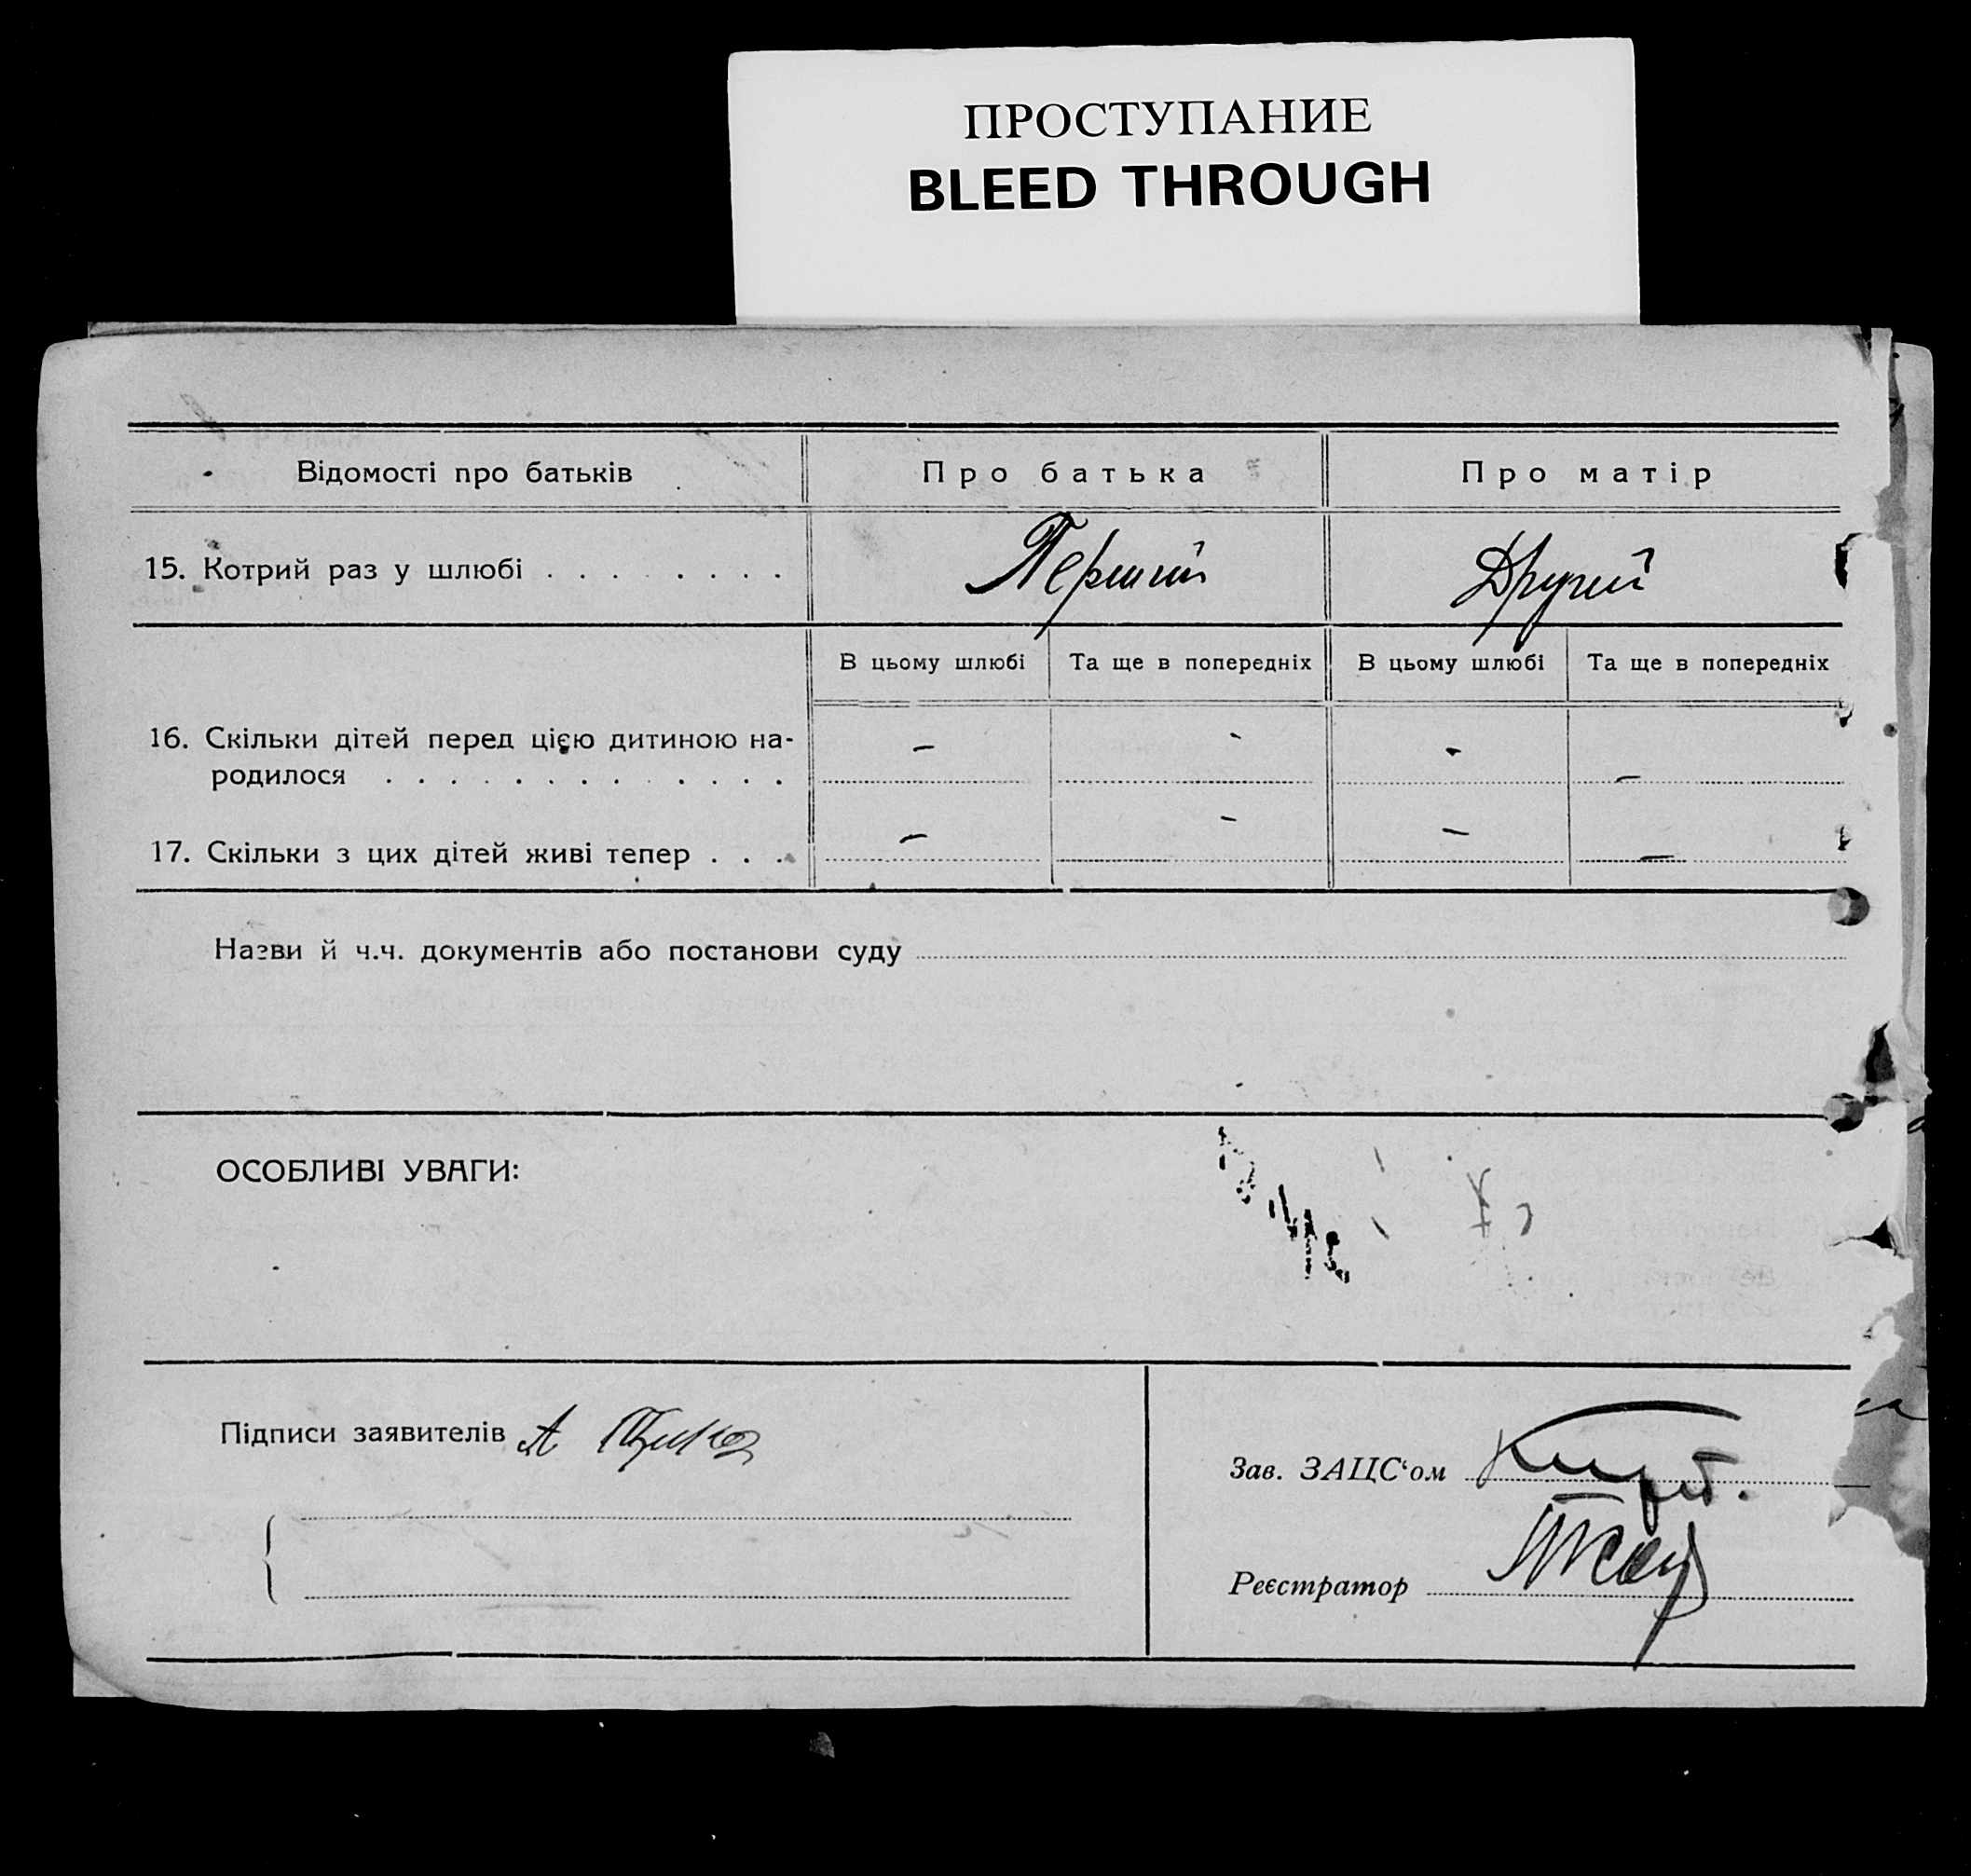 ПРОСТУПАНИЕ
BLEED THROUGH
Відомості про батьків
Про батька
Про матір
15. Котрий раз у шлюбі . . . . . . . .
Перший
Другий
В цьому шлюбі
Та ще в попередніх
В цьому шлюбі
Та ще в попередніх
16. Скільки дітей перед цією дитиною на-
родилося . . . . . . . . . . . . .
– – – –
17. Скільки з цих дітей живі тепер . . .
– – – –
Назви й ч.ч. документів або постанови суду
ОСОБЛИВІ УВАГИ:
Підписи заявителів А
Зав. ЗАЦС‘ом
Реєстратор